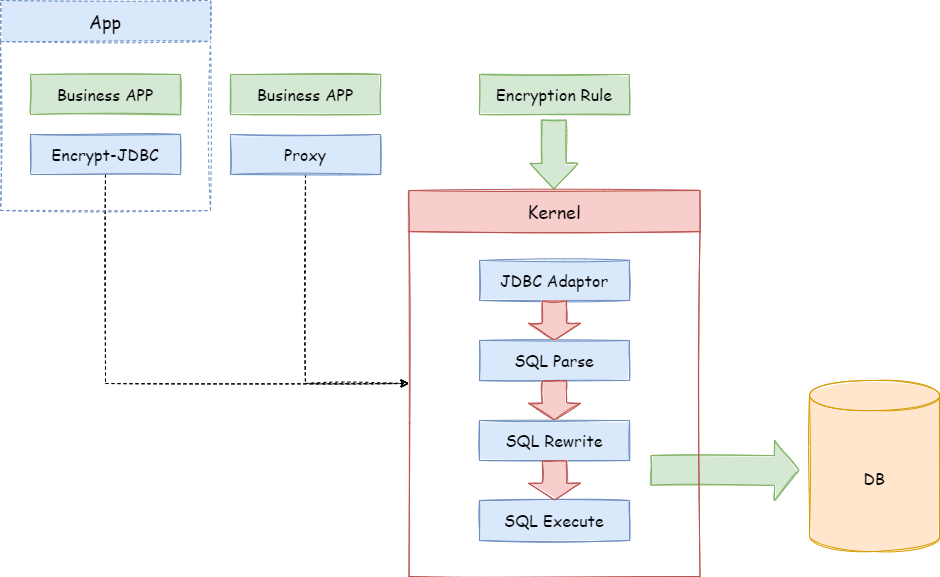 App
Business APP
Business APP
Encryption Rule
Encrypt-JDBC
Proxy
Kernel
JDBC Adaptor
SQL Parse
SQL Rewrite
DB
SQL Execute